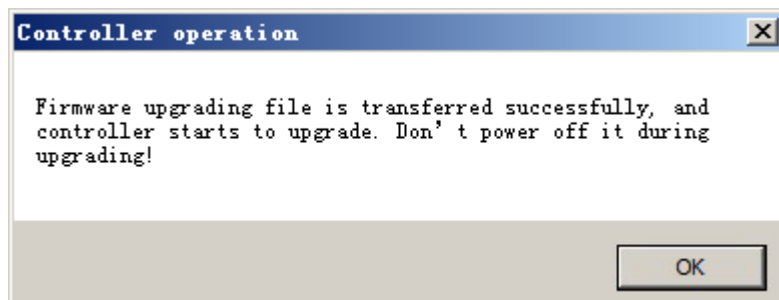 Controller operation
Firmware upgrading file is transferred successfully, and
controller starts to upgrade. Don’t power off it during
upgrading!
OK